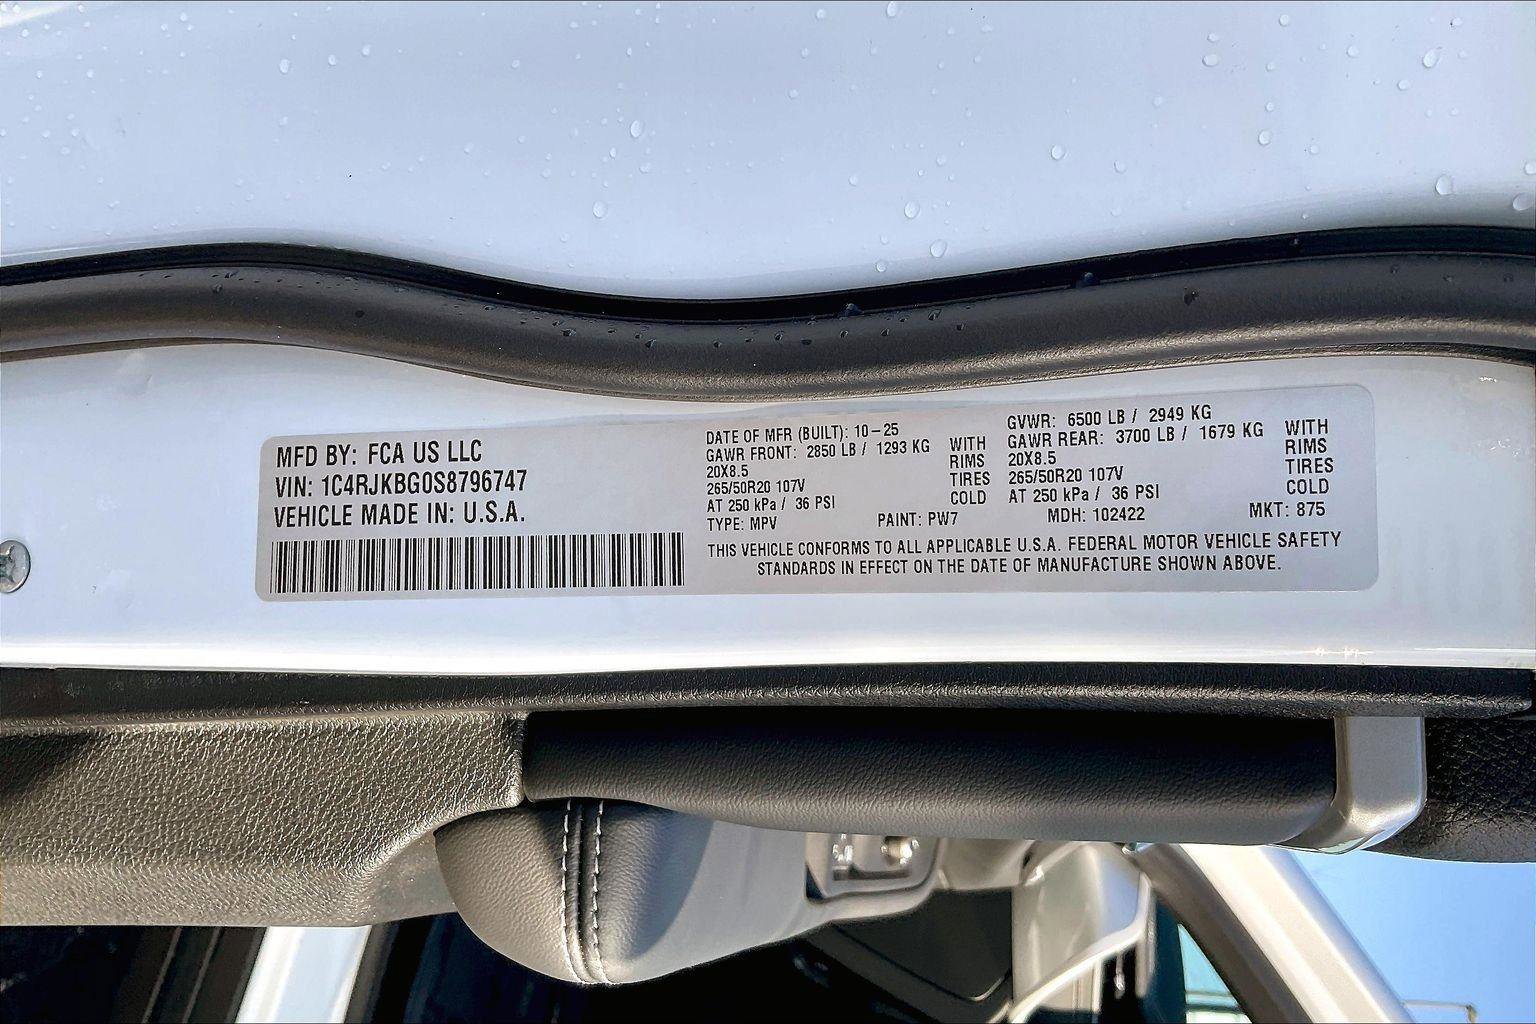 MFD BY: FCA US LLC
VIN: 1C4RJKBG0S8796747
VEHICLE MADE IN: U.S.A.
DATE OF MFR (BUILT): 10-25
GAWR FRONT: 2850 LB / 1293 KG WITH
20X8.5 RIMS
265/50R20 107V TIRES
AT 250 kPa / 36 PSI COLD
GVWR: 6500 LB / 2949 KG
GAWR REAR: 3700 LB / 1679 KG WITH
20X8.5 RIMS
265/50R20 107V TIRES
AT 250 kPa / 36 PSI COLD
TYPE: MPV PAINT: PW7 MDH: 102422 MKT: 875
THIS VEHICLE CONFORMS TO ALL APPLICABLE U.S.A. FEDERAL MOTOR VEHICLE SAFETY
STANDARDS IN EFFECT ON THE DATE OF MANUFACTURE SHOWN ABOVE.